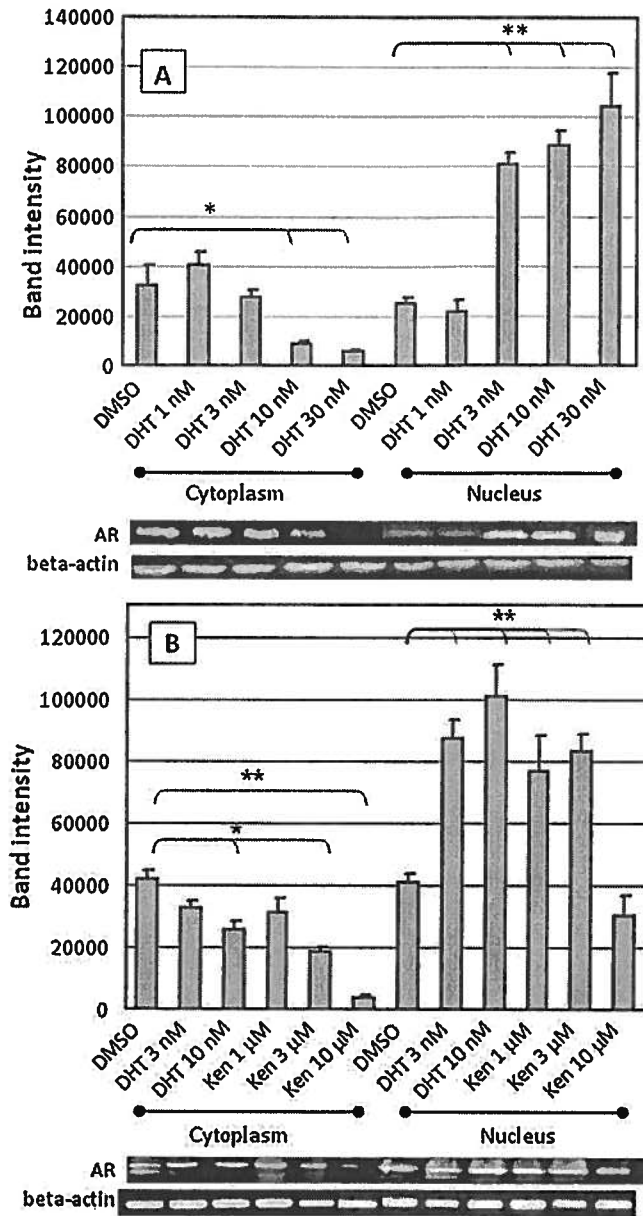 140000
120000
100000
80000
60000
40000
20000
0
Band intensity
A
*
**
DMSO
DHT 1 nM
DHT 3 nM
DHT 10 nM
DHT 30 nM
DMSO
DHT 1 nM
DHT 3 nM
DHT 10 nM
DHT 30 nM
Cytoplasm
Nucleus
AR
beta-actin
120000
100000
80000
60000
40000
20000
0
Band intensity
B
**
**
*
DMSO
DHT 3 nM
DHT 10 nM
Ken 1 μM
Ken 3 μM
Ken 10 μM
DMSO
DHT 3 nM
DHT 10 nM
Ken 1 μM
Ken 3 μM
Ken 10 μM
Cytoplasm
Nucleus
AR
beta-actin